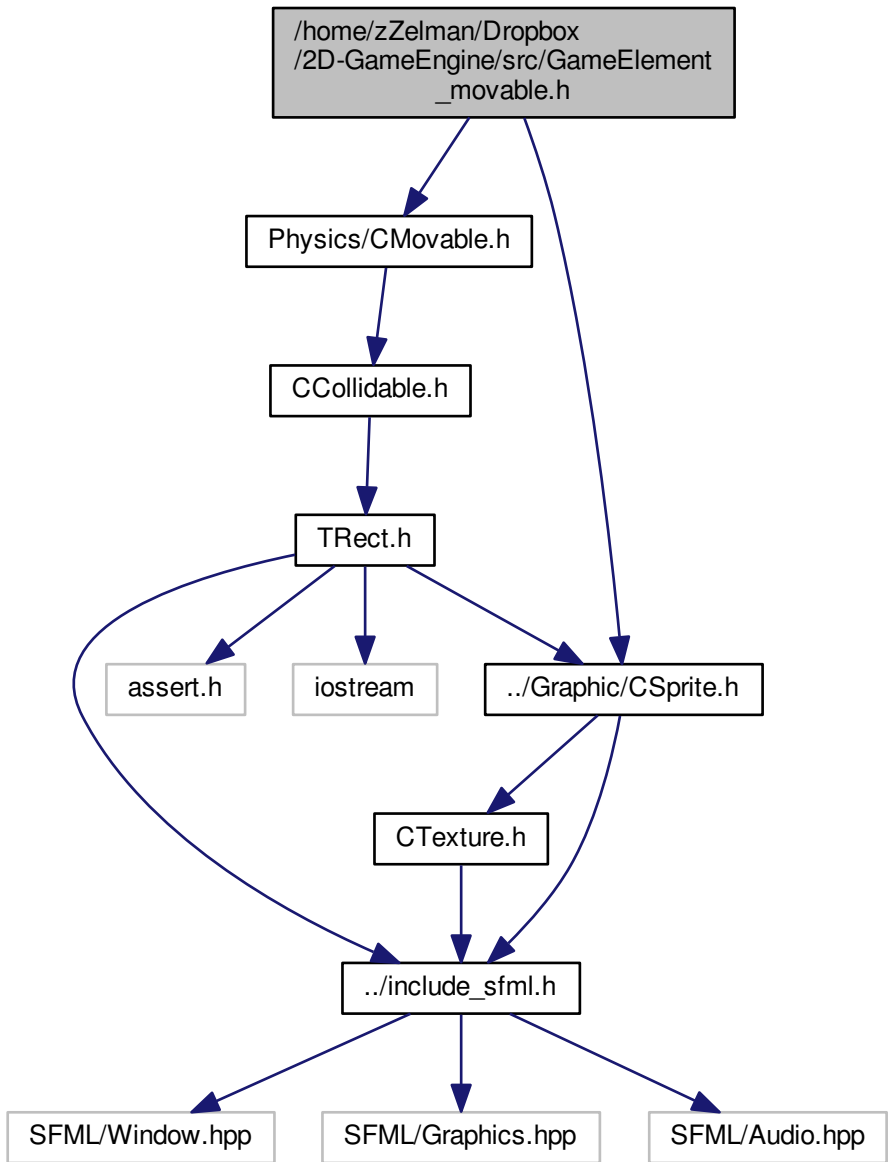 /home/zZelman/Dropbox
/2D-GameEngine/src/GameElement
_movable.h
Physics/CMovable.h
CCollidable.h
TRect.h
assert.h
iostream
../Graphic/CSprite.h
CTexture.h
../include_sfml.h
SFML/Window.hpp
SFML/Graphics.hpp
SFML/Audio.hpp